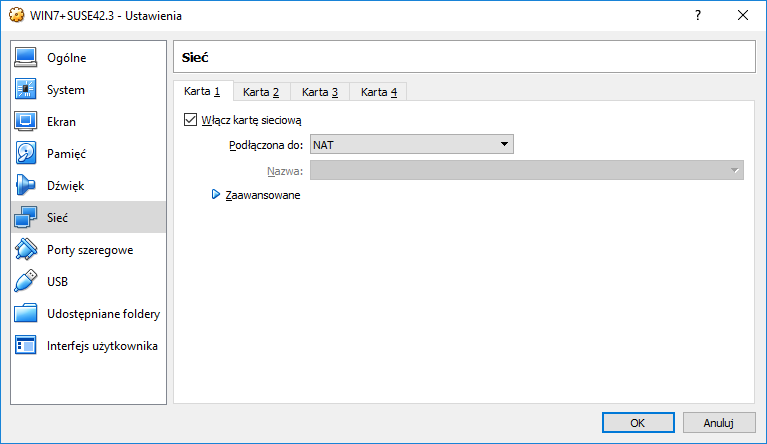 WIN7+SUSE42.3 - Ustawienia
?
Ogólne
System
Ekran
Pamięć
Dźwięk
Sieć
Porty szeregowe
USB
Udostępniane foldery
Interfejs użytkownika
Sieć
Karta 1 Karta 2 Karta 3 Karta 4
Włącz kartę sieciową
Podłączona do: NAT
Nazwa:
Zaawansowane
OK Anuluj